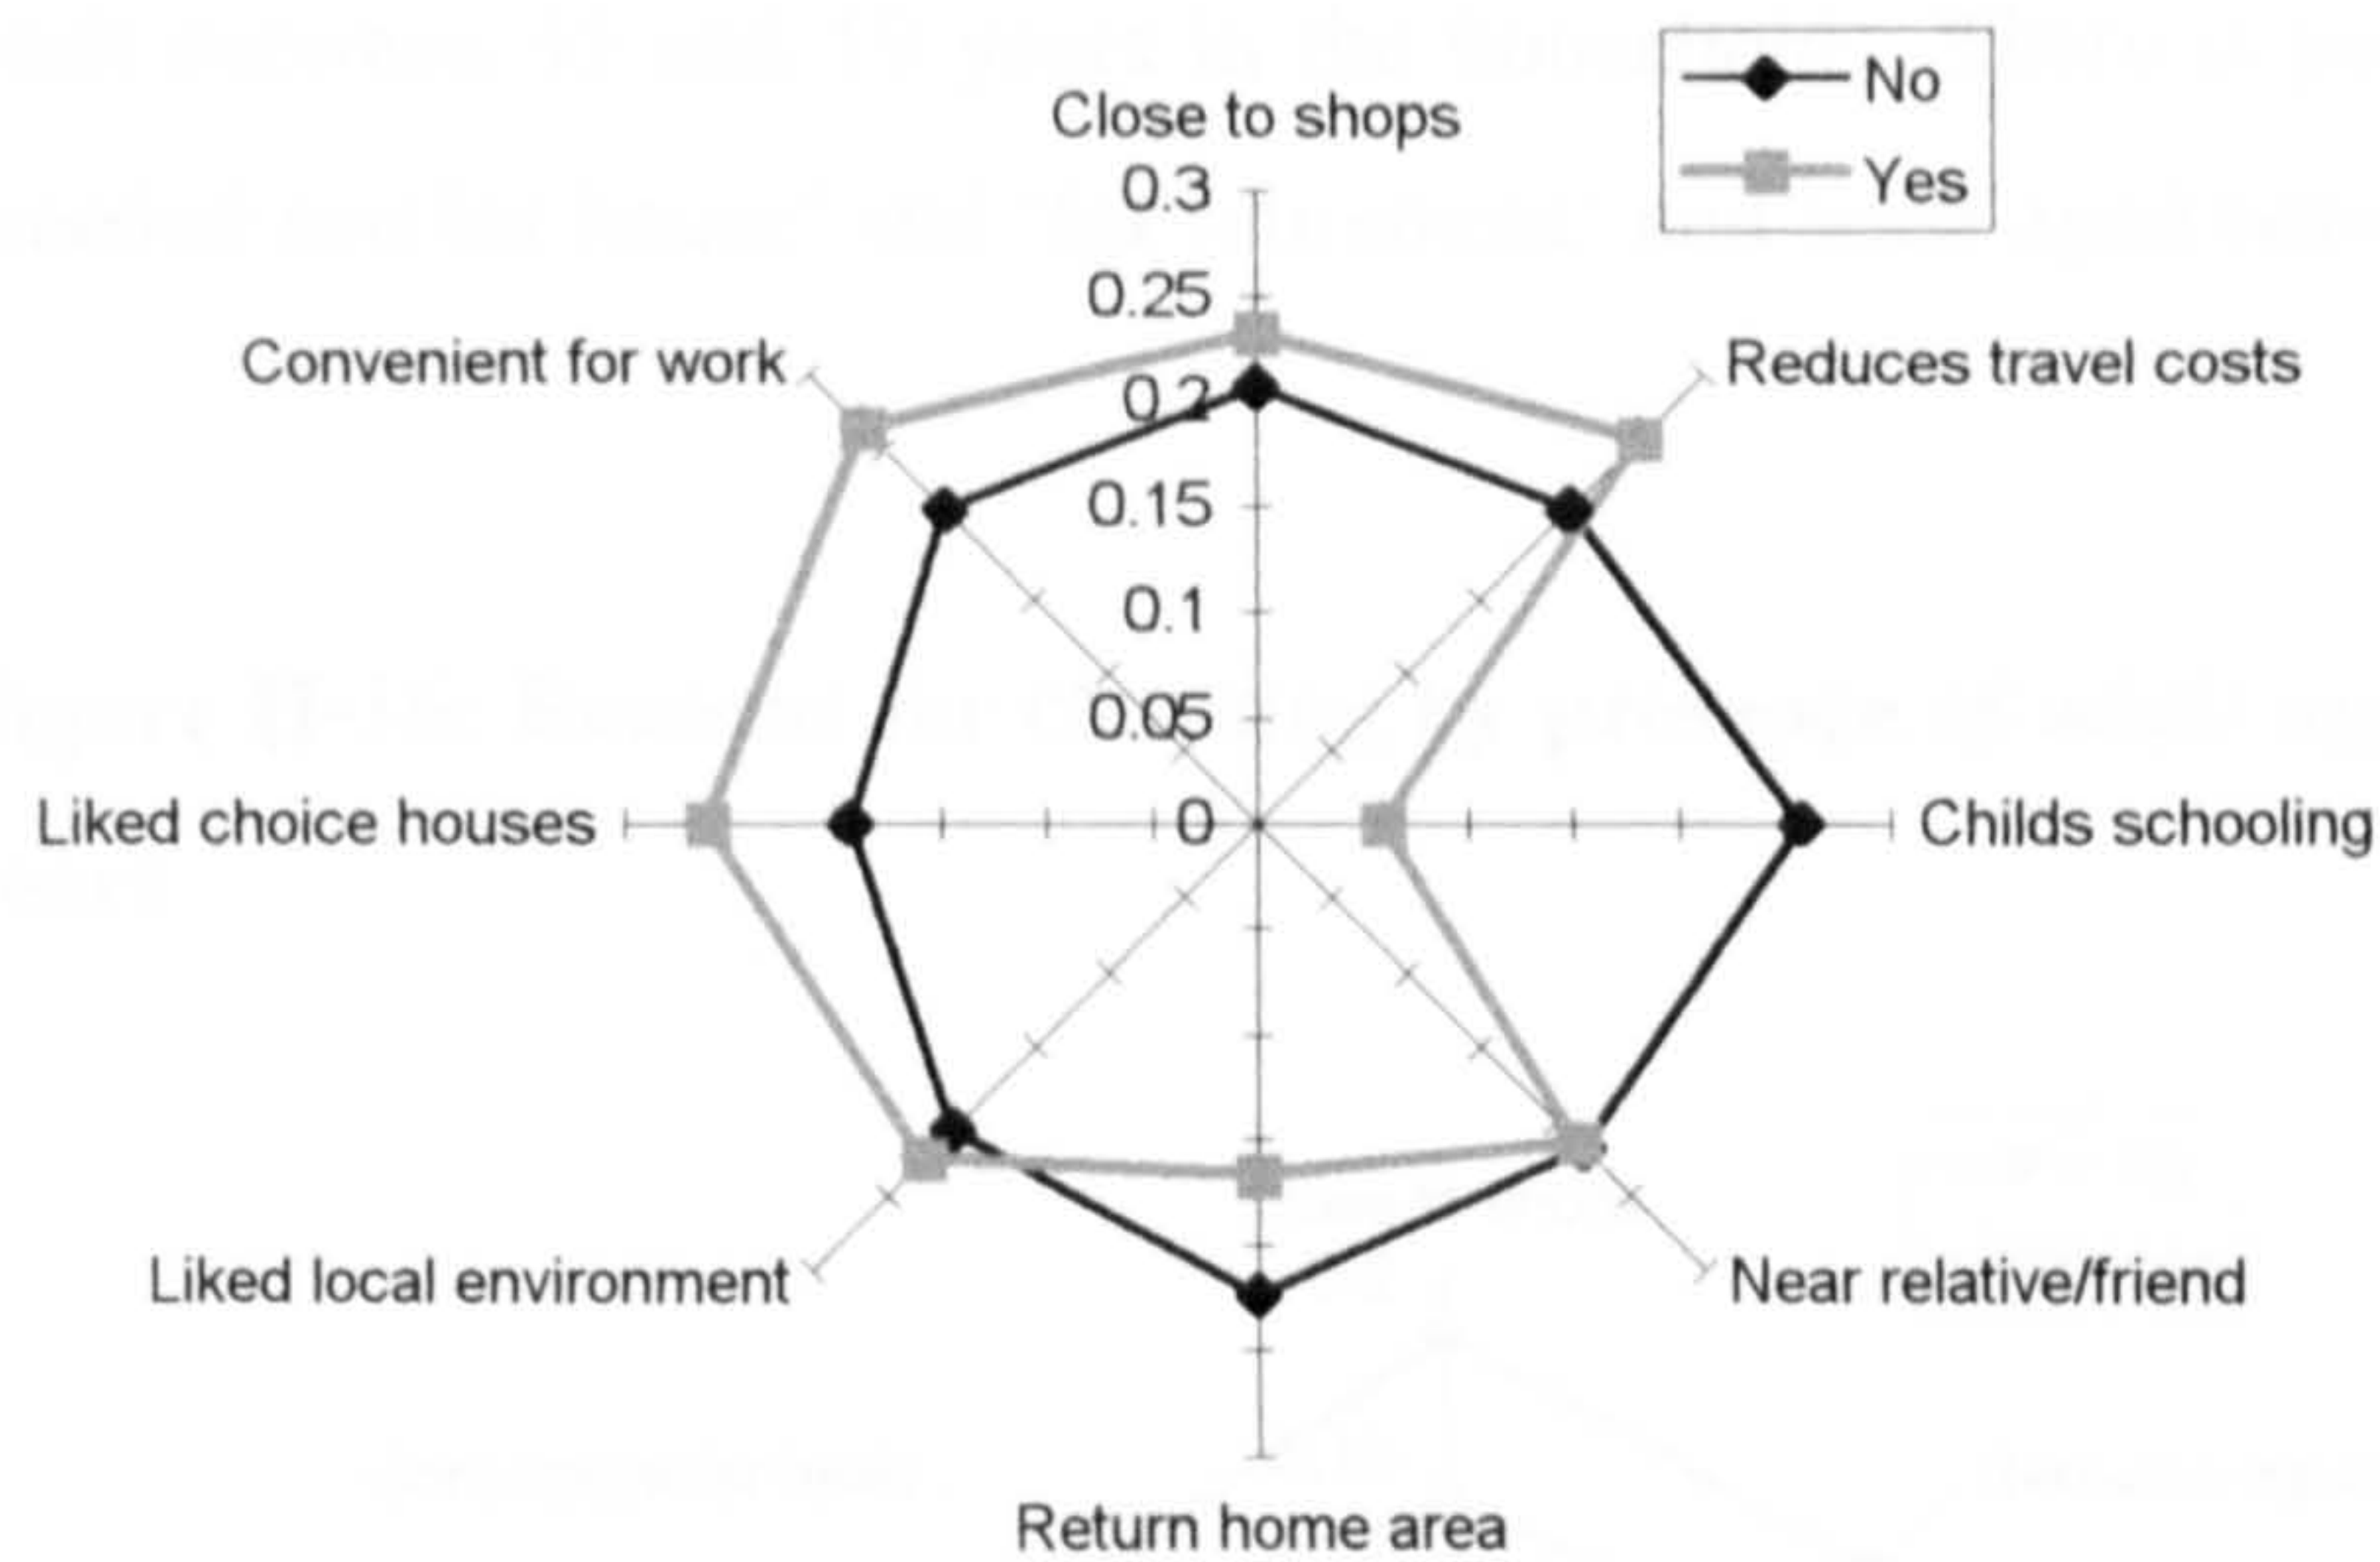 No
Yes
Close to shops
0.3
0.25
0.2
0.15
0.1
0.05
0
Convenient for work
Reduces travel costs
Liked choice houses
Childs schooling
Liked local environment
Near relative/friend
Return home area